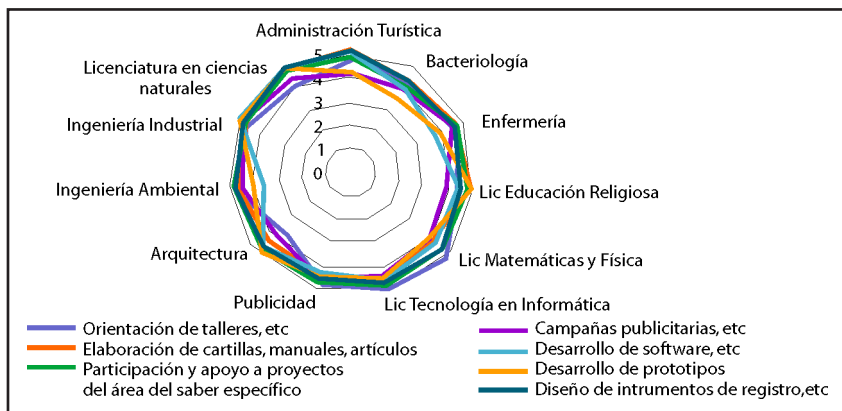 Administración Turística
Bacteriología
Enfermería
Lic Educación Religiosa
Lic Matemáticas y Física
Lic Tecnología en Informática
Publicidad
Arquitectura
Ingeniería Ambiental
Ingeniería Industrial
Licenciatura en ciencias
naturales
5
4
3
2
1
0
Orientación de talleres, etc
Elaboración de cartillas, manuales, artículos
Participación y apoyo a proyectos
del área del saber específico
Campañas publicitarias, etc
Desarrollo de software, etc
Desarrollo de prototipos
Diseño de intrumentos de registro,etc